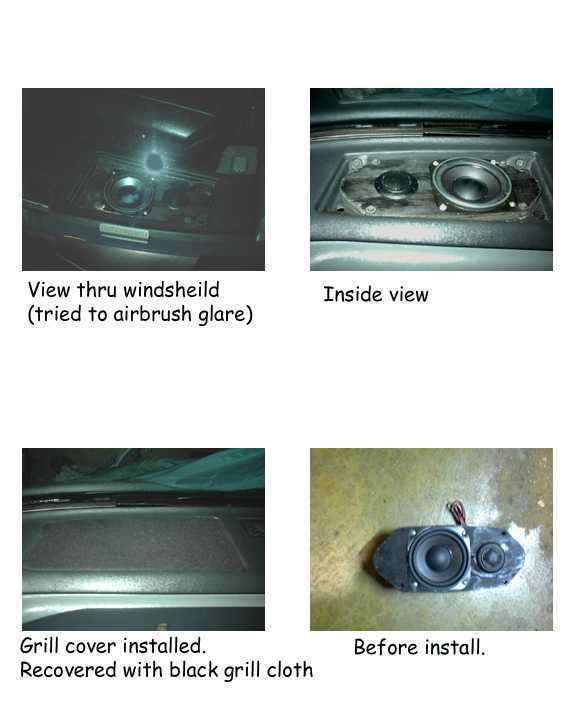 View thru windsheild
(tried to airbrush glare)
Inside view
Grill cover installed.
Recovered with black grill cloth
Before install.